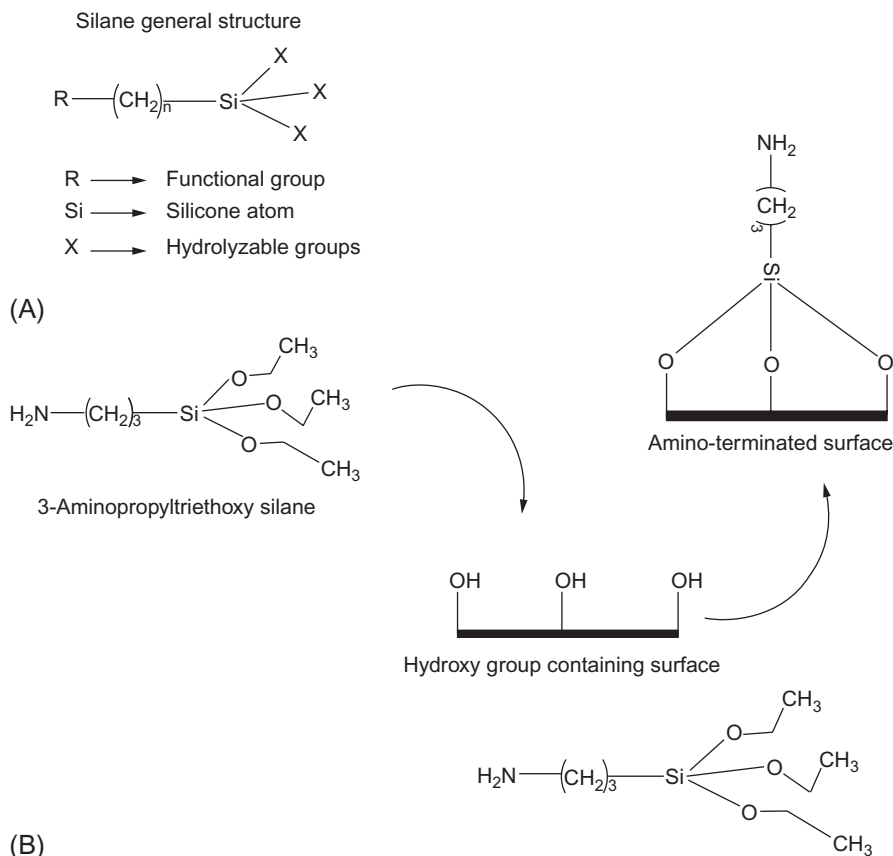 Silane general structure
X
R
(CH2)n
Si
X
X
R → Functional group
Si → Silicone atom
X → Hydrolyzable groups
(A)
NH2
(CH2)3
Si
O
O
O
Amino-terminated surface
CH3
O
H2N
(CH2)3
Si
O
CH3
O
CH3
3-Aminopropyltriethoxy silane
OH OH OH
Hydroxy group containing surface
CH3
O
H2N
(CH2)3
Si
O
CH3
O
CH3
(B)